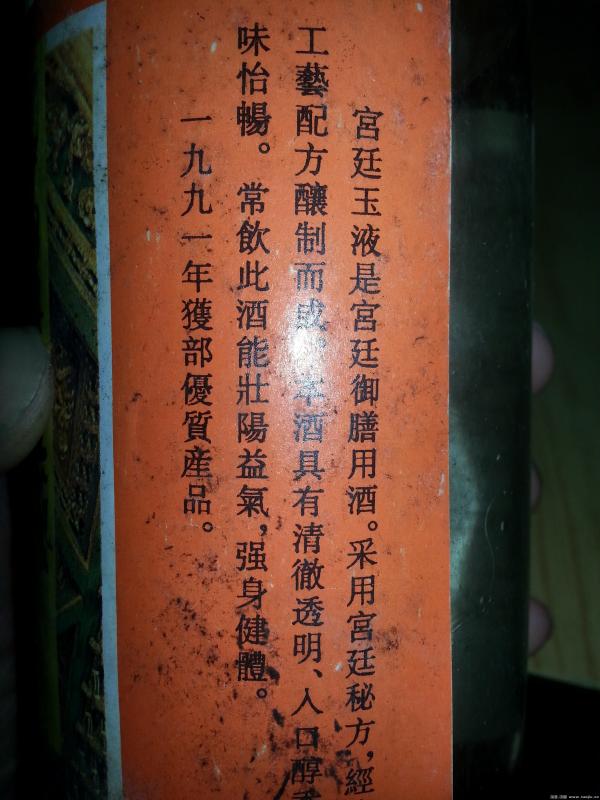 宮廷玉液是宮廷御膳用酒。采用宮廷秘方，經
工藝配方釀制而成。本酒具有清徹透明、入口醇
味怡暢。常飲此酒能壯陽益氣，强身健體。
一九九一年獲部優質産品。